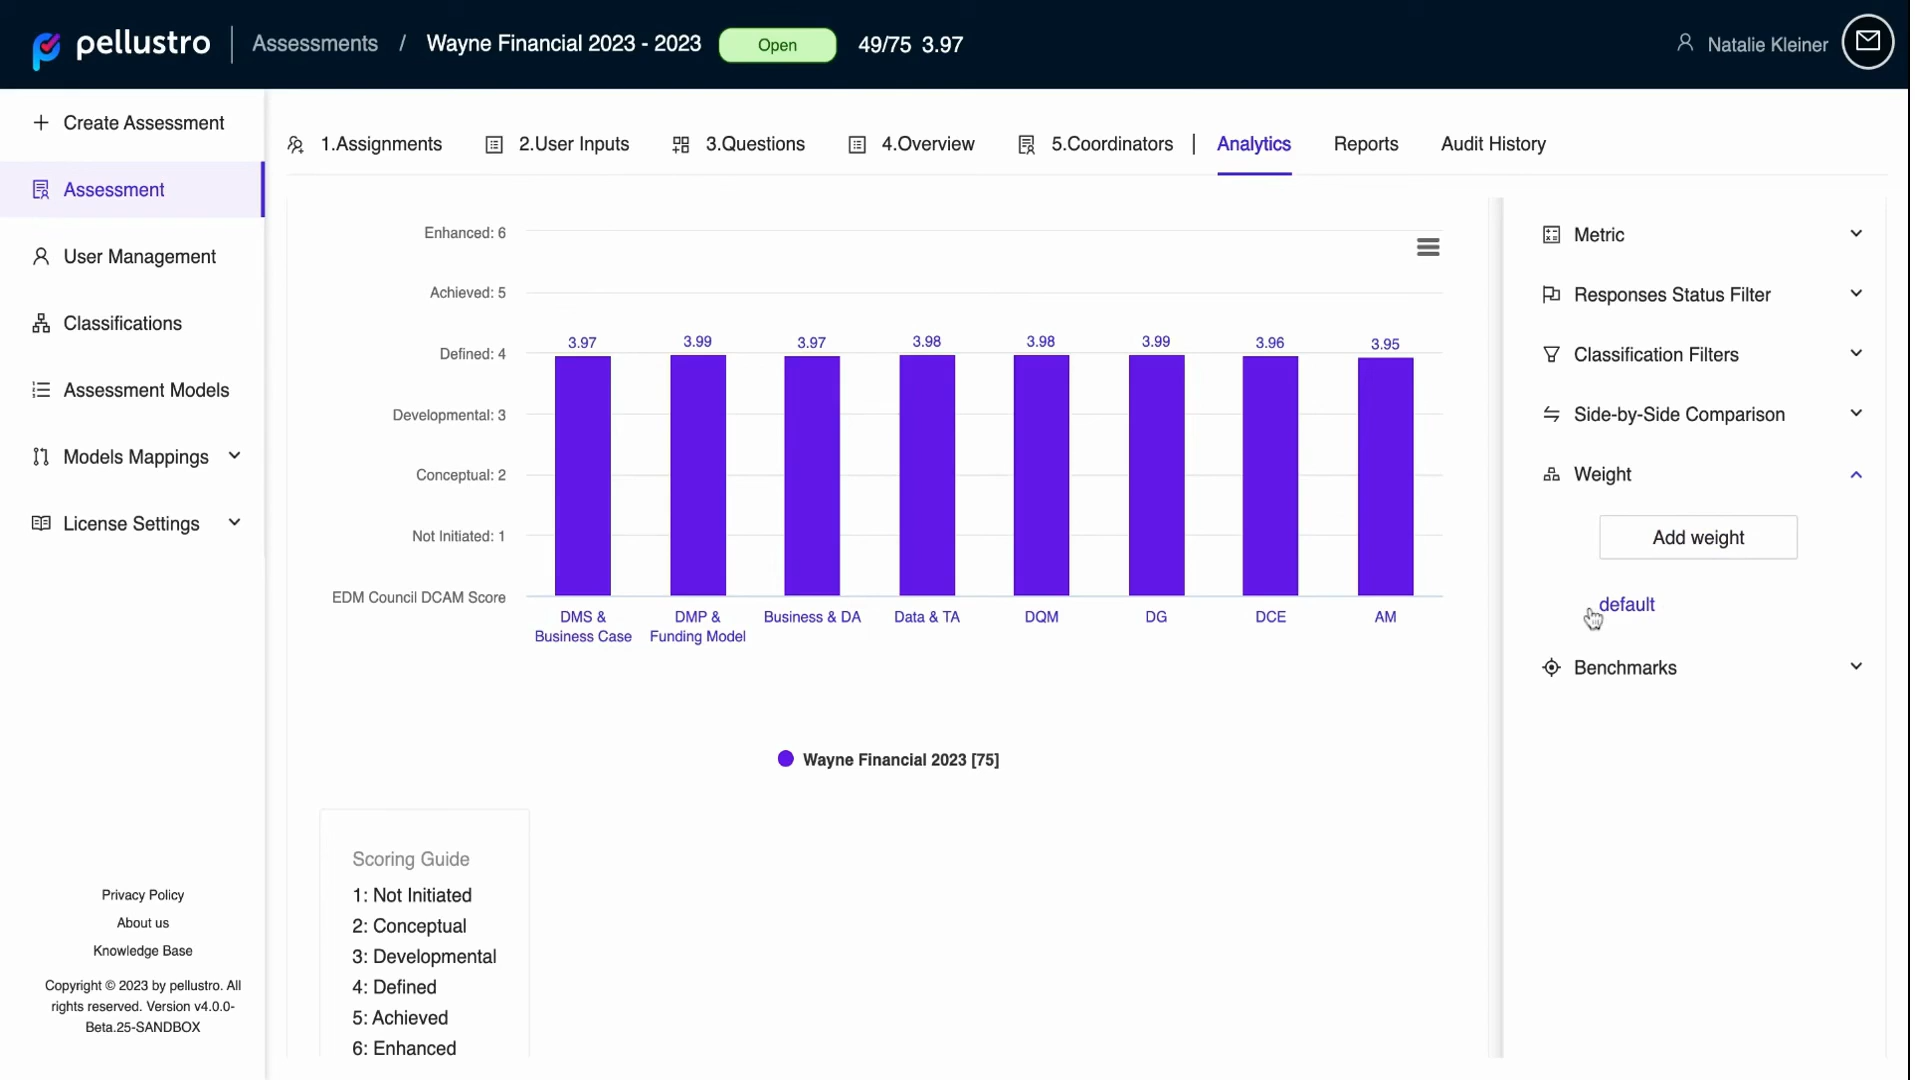 pellustro
Assessments / Wayne Financial 2023 - 2023
Open
49/75 3.97
Natalie Kleiner
Create Assessment
Assessment
User Management
Classifications
Assessment Models
Models Mappings
License Settings
Privacy Policy
About us
Knowledge Base
Copyright © 2023 by pellustro. All
rights reserved. Version v4.0.0-
Beta.25-SANDBOX
1.Assignments
2.User Inputs
3.Questions
4.Overview
5.Coordinators |
Analytics
Reports
Audit History
Enhanced: 6
Achieved: 5
Defined: 4
Developmental: 3
Conceptual: 2
Not Initiated: 1
EDM Council DCAM Score
3.97
3.99
3.97
3.98
3.98
3.99
3.96
3.95
DMS &
Business Case
DMP &
Funding Model
Business & DA
Data & TA
DQM
DG
DCE
AM
Wayne Financial 2023 [75]
Scoring Guide
1: Not Initiated
2: Conceptual
3: Developmental
4: Defined
5: Achieved
6: Enhanced
Metric
Responses Status Filter
Classification Filters
Side-by-Side Comparison
Weight
Add weight
default
Benchmarks